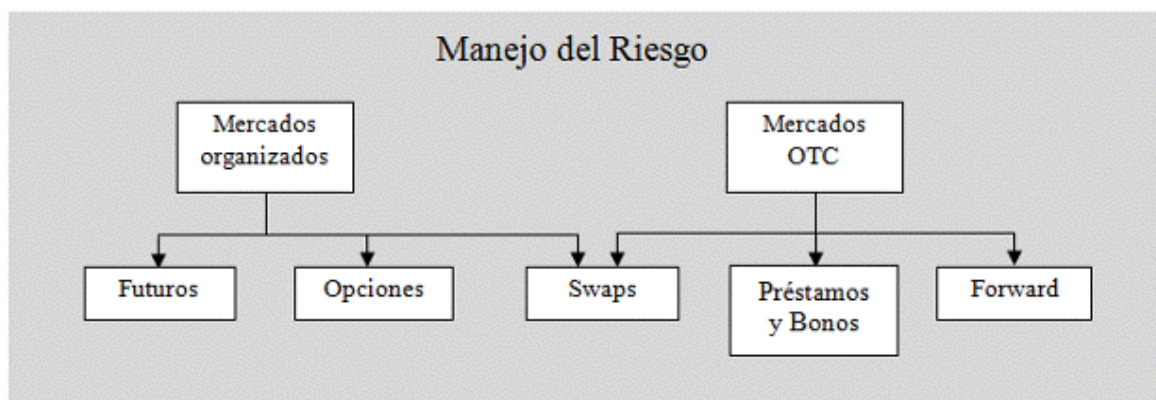 Manejo del Riesgo
Mercados
organizados
Mercados
OTC
Futuros
Opciones
Swaps
Préstamos
y Bonos
Forward